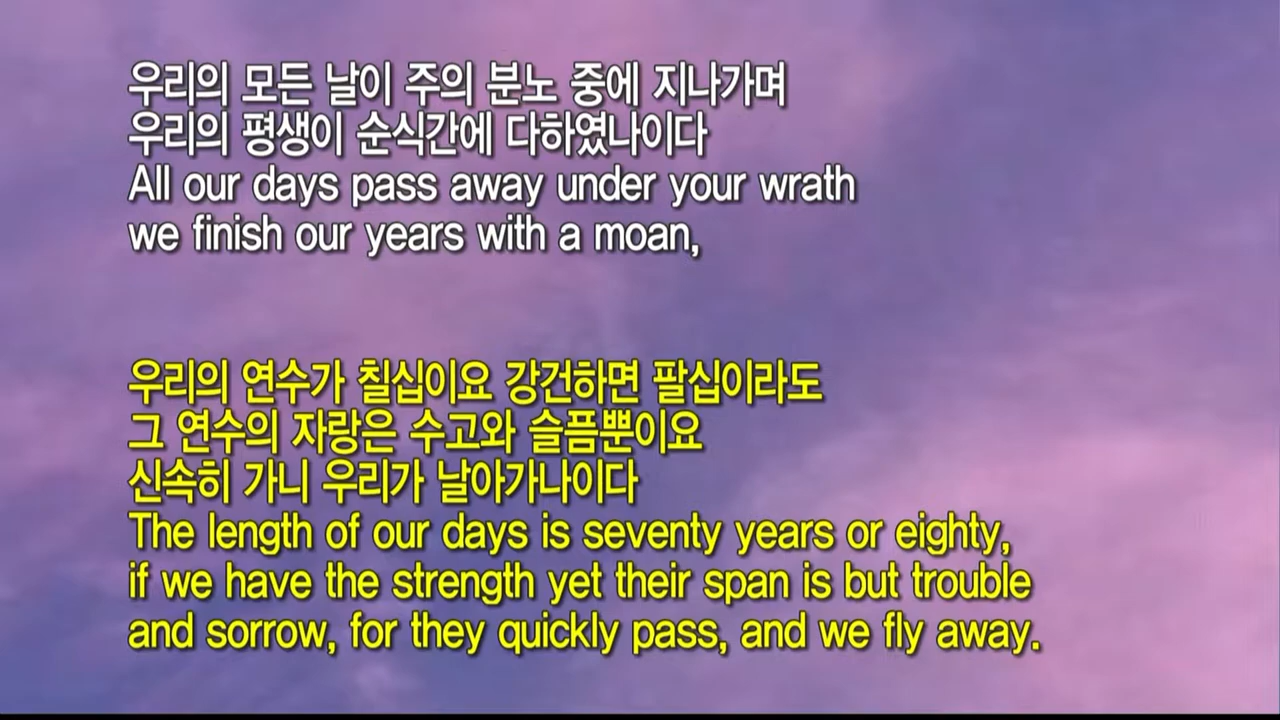 우리의 모든 날이 주의 분노 중에 지나가며
우리의 평생이 순식간에 다하였나이다
All our days pass away under your wrath
we finish our years with a moan,
우리의 연수가 칠십이요 강건하면 팔십이라도
그 연수의 자랑은 수고와 슬픔뿐이요
신속히 가니 우리가 날아가나이다
The length of our days is seventy years or eighty,
if we have the strength yet their span is but trouble
and sorrow, for they quickly pass, and we fly away.